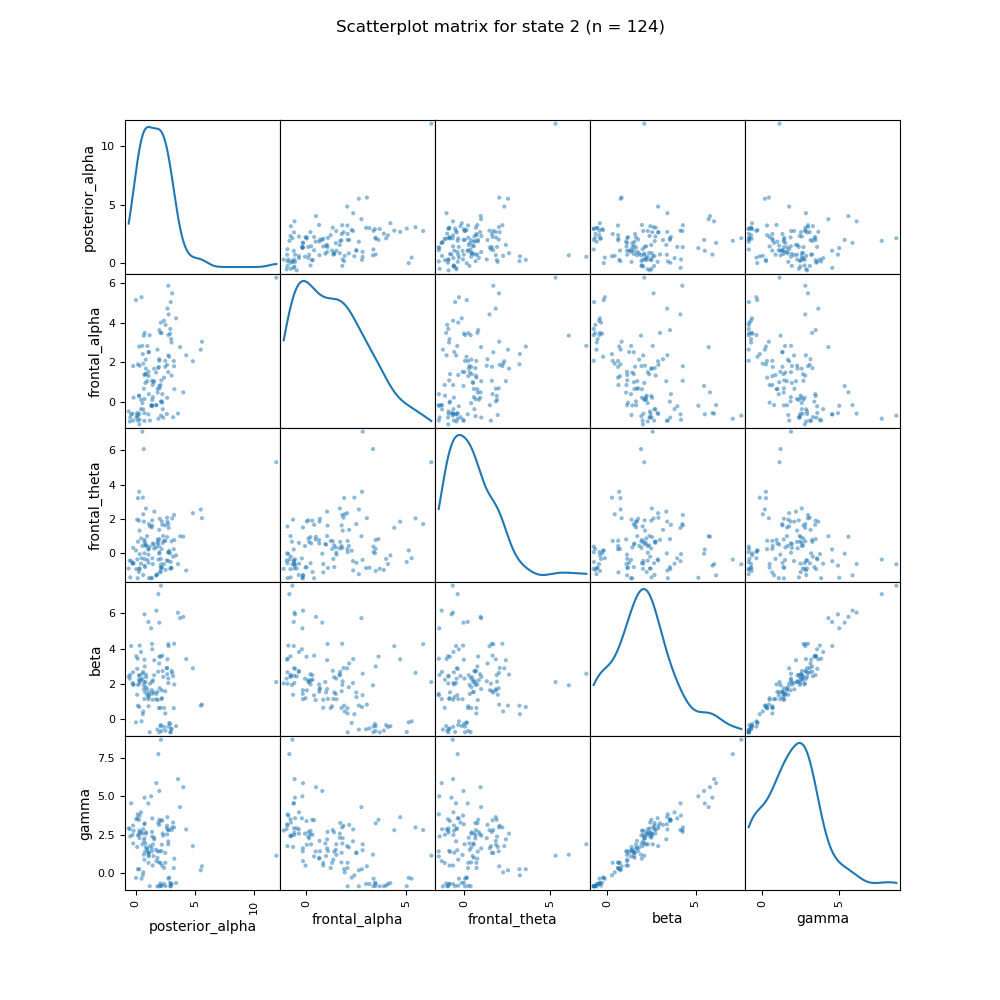 Scatterplot matrix for state 2 (n = 124)
posterior_alpha
10
5
0
frontal_alpha
6
4
2
0
frontal_theta
6
4
2
0
beta
6
4
2
0
gamma
7.5
5.0
2.5
0.0
0 5 10
0 5
0 5
0 5
0 5
posterior_alpha
frontal_alpha
frontal_theta
beta
gamma